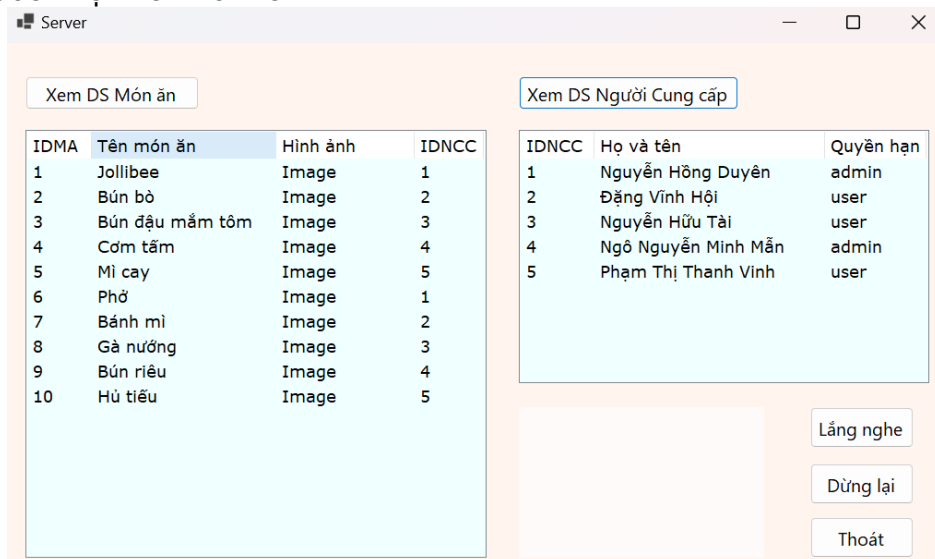 Server
Xem DS Món ăn
Xem DS Người Cung cấp
IDMA Tên món ăn Hình ảnh IDNCC
1 Jollibee Image 1
2 Bún bò Image 2
3 Bún đậu mắm tôm Image 3
4 Cơm tấm Image 4
5 Mì cay Image 5
6 Phở Image 1
7 Bánh mì Image 2
8 Gà nướng Image 3
9 Bún riêu Image 4
10 Hủ tiếu Image 5
IDNCC Họ và tên Quyền hạn
1 Nguyễn Hồng Duyên admin
2 Đặng Vĩnh Hội user
3 Nguyễn Hữu Tài user
4 Ngô Nguyễn Minh Mẫn admin
5 Phạm Thị Thanh Vinh user
Lắng nghe
Dừng lại
Thoát